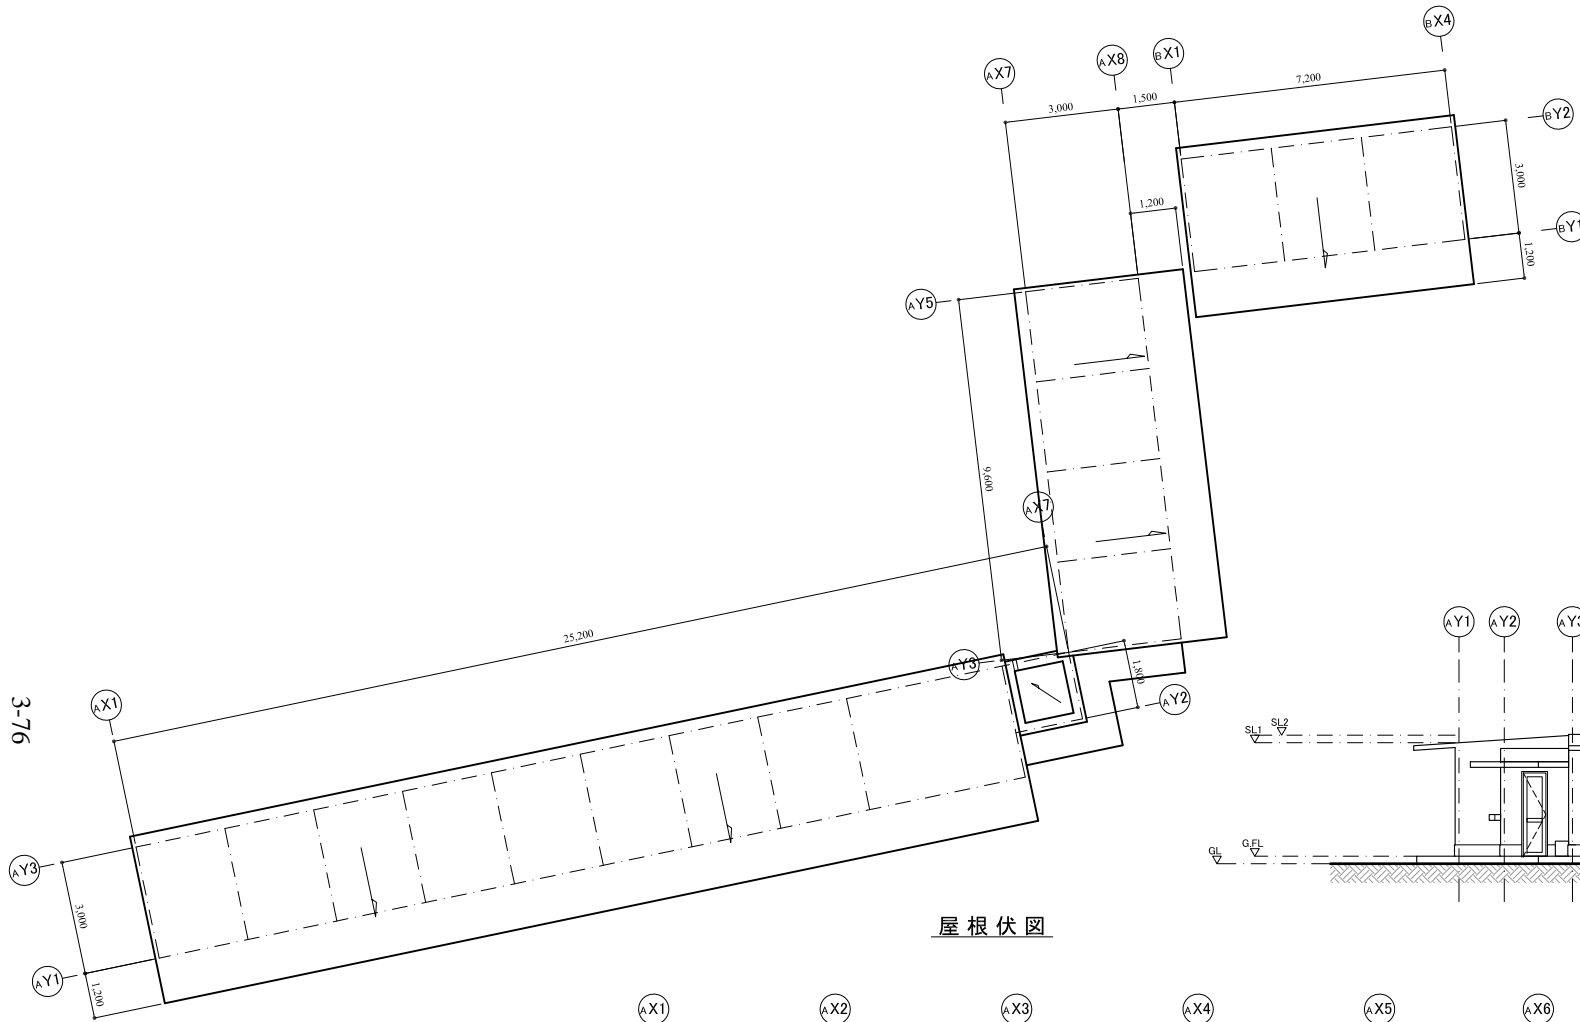 BX4
AX7
AX8
BX1
7,200
3,000
1,500
BY2
3,000
1,200
BY1
1,200
AY5
9,600
AX7
25,200
AY1
AY2
AY3
AY3
1,800
AY2
3-76
AX1
SL1
SL2
GL
G.FL
AY3
3,000
屋根伏図
AY1
1,200
AX1
AX2
AX3
AX4
AX5
AX6